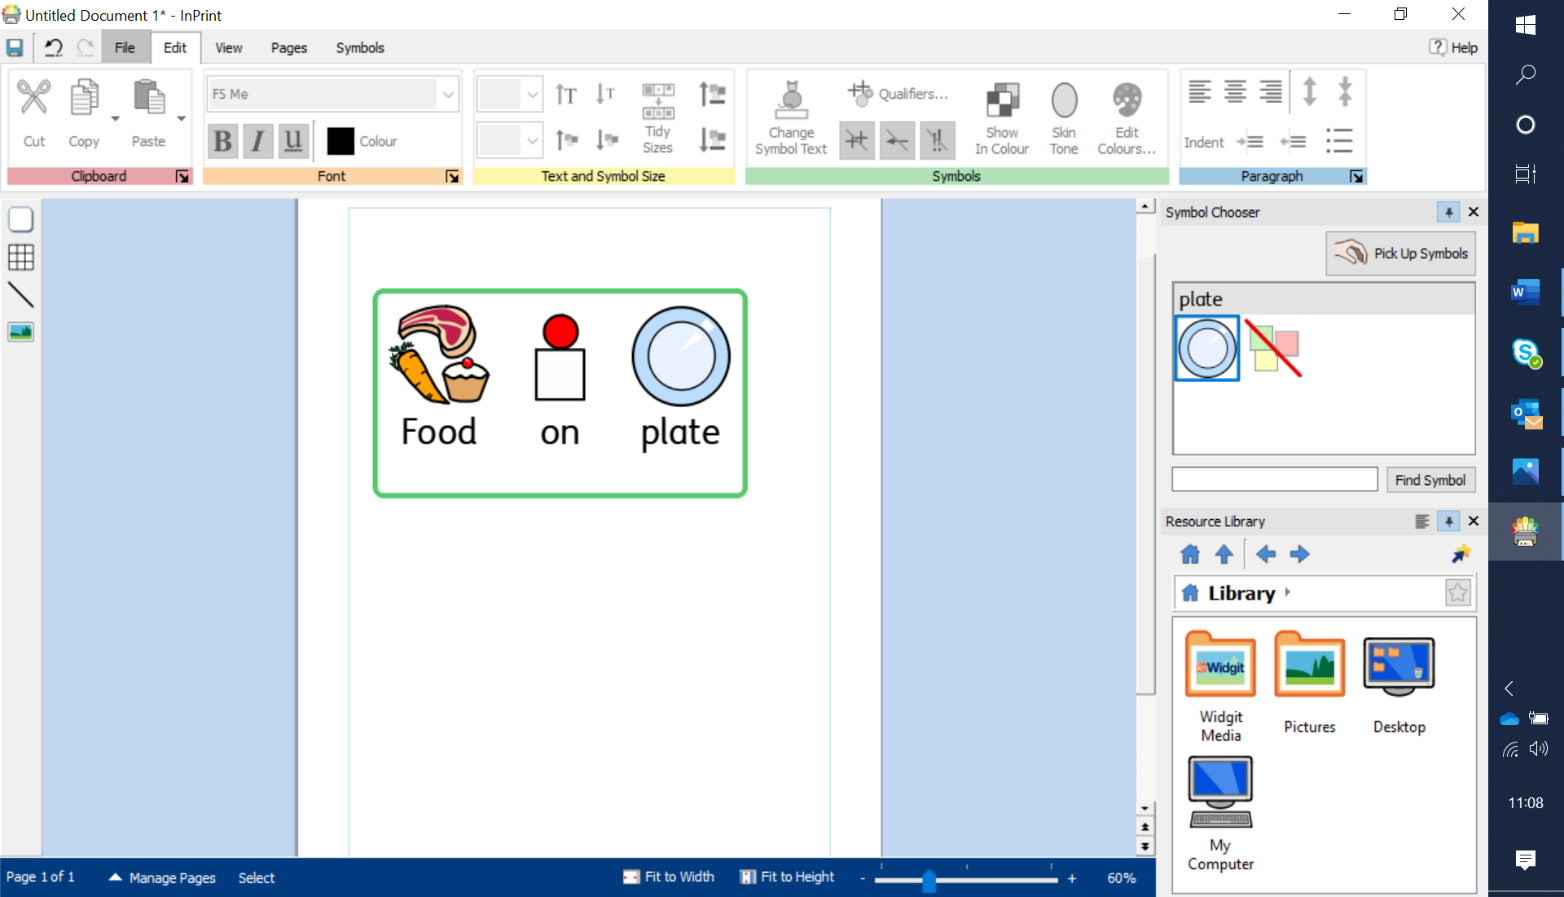 Untitled Document 1* - InPrint
File Edit View Pages Symbols
? Help
FS Me
Qualifiers...
Cut Copy Paste
B I U Colour
Tidy
Sizes
Change
Symbol Text
Show
In Colour
Skin
Tone
Edit
Colours...
Indent
Clipboard Font Text and Symbol Size Symbols Paragraph
Symbol Chooser
Pick Up Symbols
plate
Food on plate
Find Symbol
Resource Library
Library
Widgit
Widgit
Media
Pictures
Desktop
My
Computer
11:08
Page 1 of 1 Manage Pages Select Fit to Width Fit to Height - + 60%